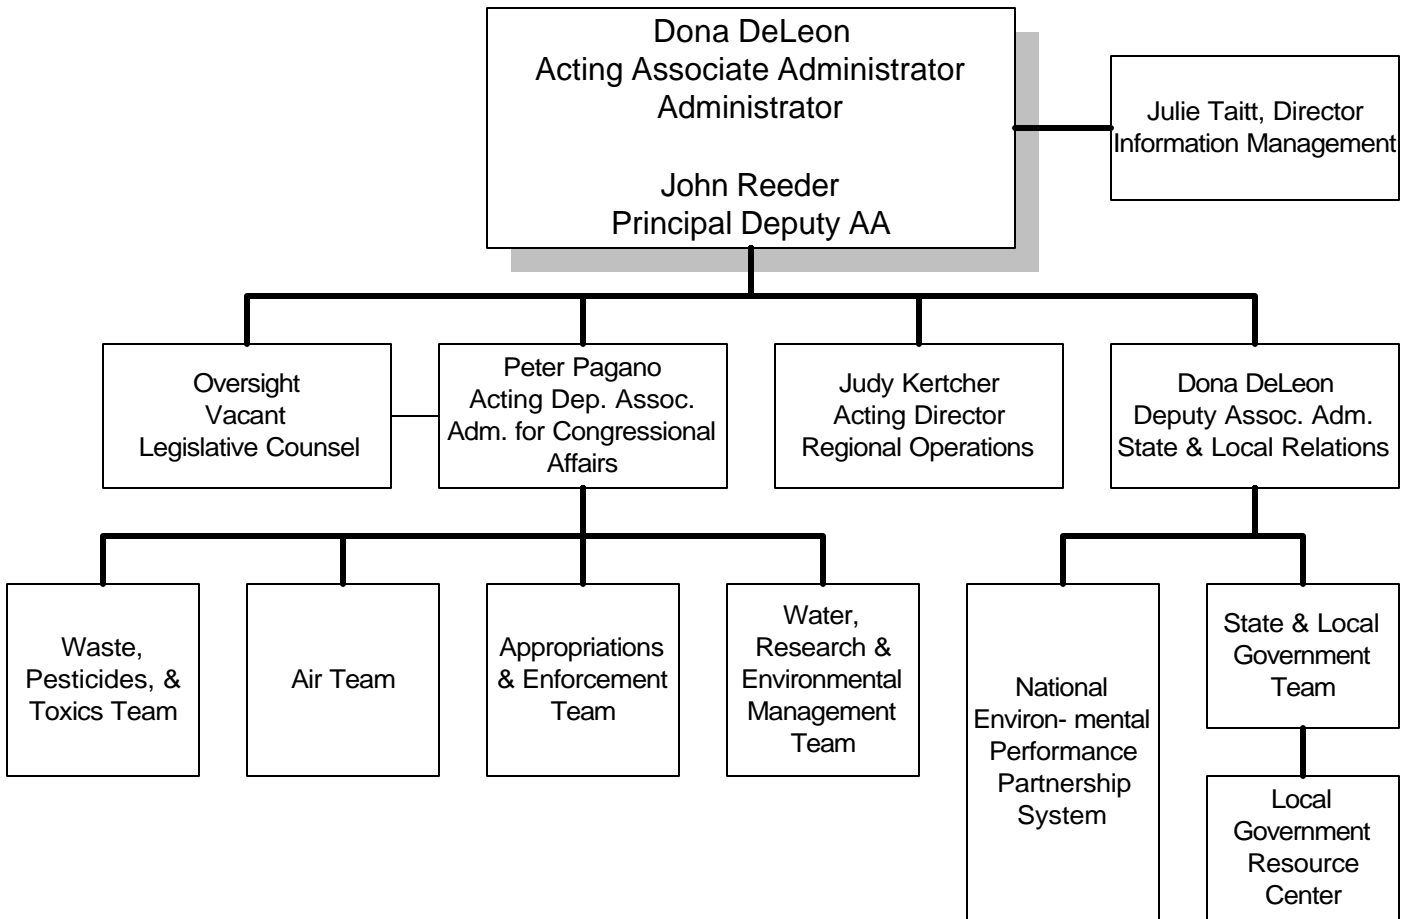 Dona DeLeon
Acting Associate Administrator
Administrator
John Reeder
Principal Deputy AA
Julie Taitt, Director
Information Management
Oversight
Vacant
Legislative Counsel
Peter Pagano
Acting Dep. Assoc.
Adm. for Congressional
Affairs
Judy Kertcher
Acting Director
Regional Operations
Dona DeLeon
Deputy Assoc. Adm.
State & Local Relations
Waste,
Pesticides, &
Toxics Team
Air Team
Appropriations
& Enforcement
Team
Water,
Research &
Environmental
Management
Team
National
Environ- mental
Performance
Partnership
System
State & Local
Government
Team
Local
Government
Resource
Center